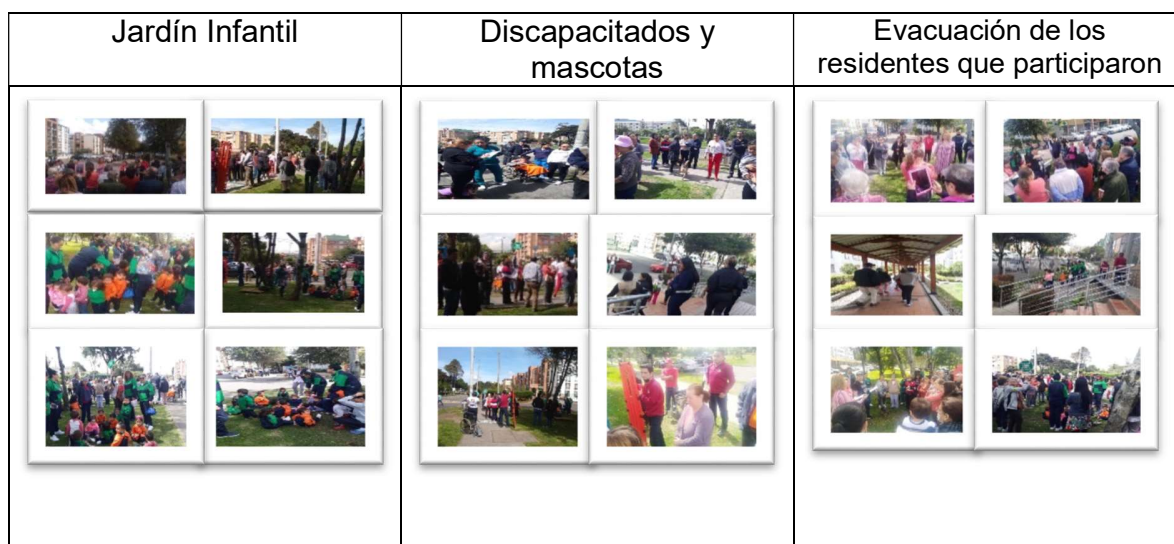 Jardín Infantil
Discapacitados y
mascotas
Evacuación de los
residentes que participaron